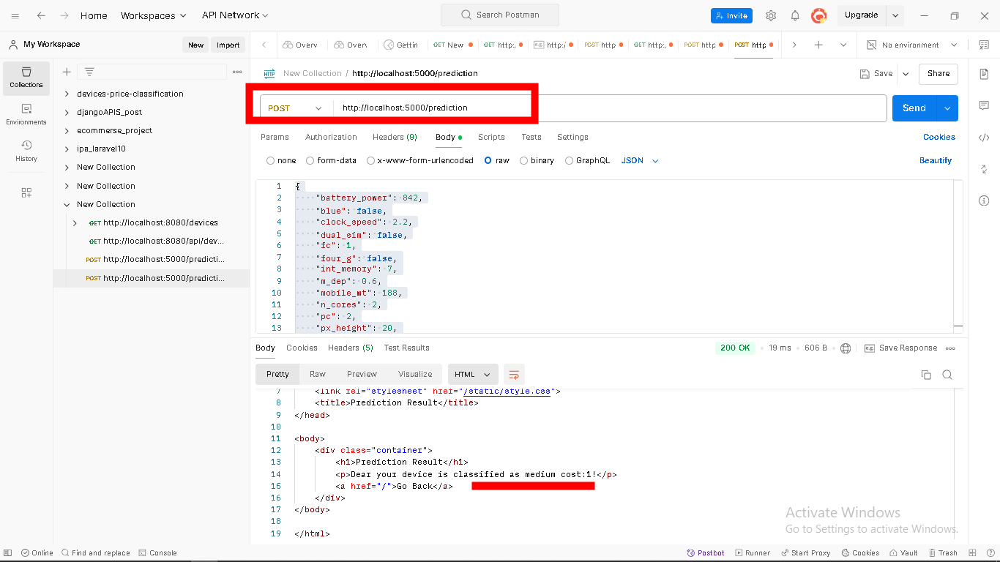 Home Workspaces API Network Search Postman Invite Upgrade
My Workspace New Import Overv Overv Gettin GET New GET http:, e.g. http:/ POST http GET http:, POST http POST http No environment
Collections
Environments
History
devices-price-classification
djangoAPIS_post
ecommerse_project
ipa_laravel10
New Collection
New Collection
New Collection
GET http://localhost:8080/devices
GET http://localhost:8080/api/dev...
POST http://localhost:5000/predicti...
POST http://localhost:5000/predicti...
HTTP New Collection / http://localhost:5000/prediction Save Share
POST http://localhost:5000/prediction Send
Params Authorization Headers (9) Body Scripts Tests Settings Cookies
none form-data x-www-form-urlencoded raw binary GraphQL JSON Beautify
1 {
2 "battery_power": 842,
3 "blue": false,
4 "clock_speed": 2.2,
5 "dual_sim": false,
6 "fc": 1,
7 "four_g": false,
8 "int_memory": 7,
9 "m_dep": 0.6,
10 "mobile_wt": 188,
11 "n_cores": 2,
12 "pc": 2,
13 "px_height": 20,
Body Cookies Headers (5) Test Results 200 OK 19 ms 606 B e.g. Save Response
Pretty Raw Preview Visualize HTML
7 <link rel="stylesheet" href="/static/style.css">
8 <title>Prediction Result</title>
9 </head>
10
11 <body>
12 <div class="container">
13 <h1>Prediction Result</h1>
14 <p>Dear your device is classified as medium cost:1!</p>
15 <a href="/">Go Back</a>
16 </div>
17 </body>
18
19 </html>
Activate Windows
Go to Settings to activate Windows.
Online Find and replace Console Postbot Runner Start Proxy Cookies Vault Trash